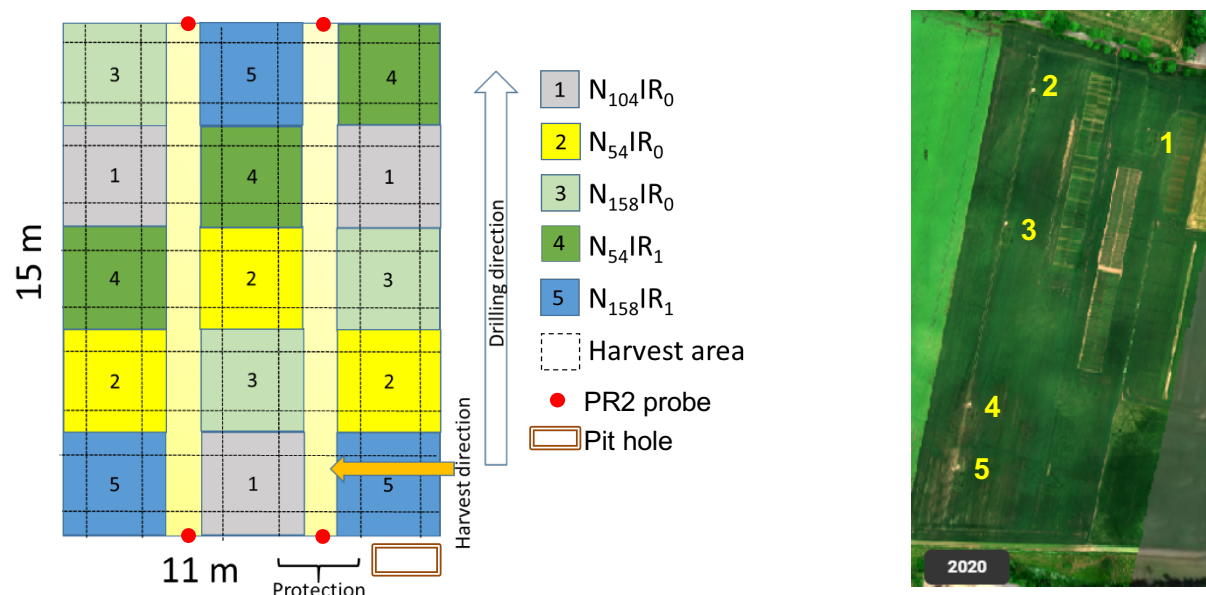 3 5 4
1 4 1
4 2 3
2 3 2
5 1 5
15 m
11 m
Protection
Harvest direction
Drilling direction
1 N₁₀₄IR₀
2 N₅₄IR₀
3 N₁₅₈IR₀
4 N₅₄IR₁
5 N₁₅₈IR₁
Harvest area
PR2 probe
Pit hole
2
1
3
4
5
2020